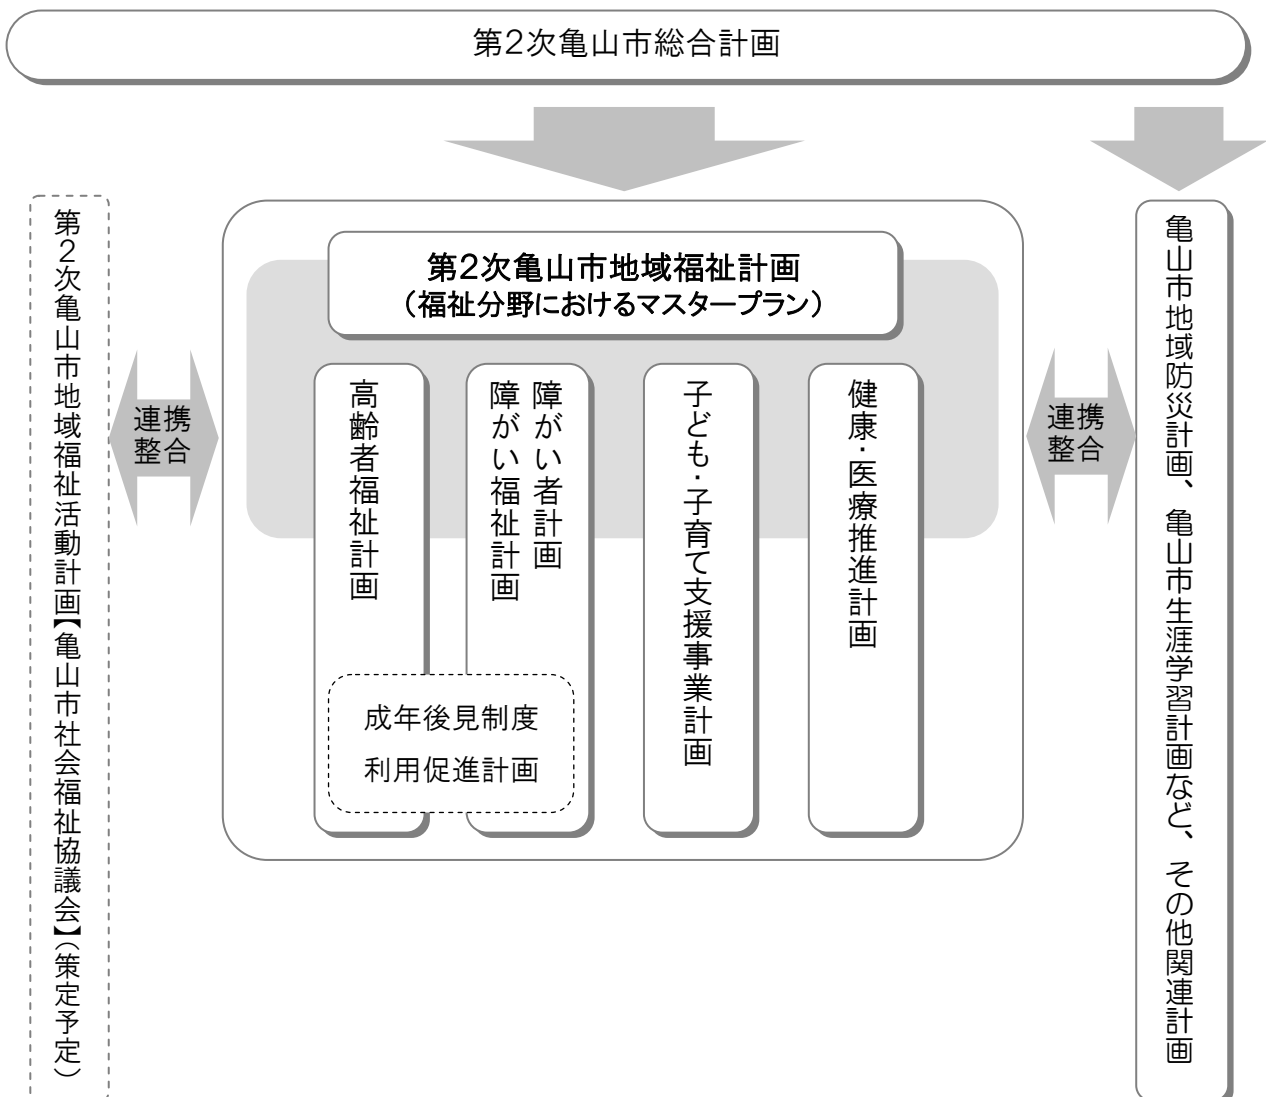 第2次亀山市総合計画
第2次亀山市地域福祉活動計画【亀山市社会福祉協議会】（策定予定）
連携
整合
第2次亀山市地域福祉計画
（福祉分野におけるマスタープラン）
高齢者福祉計画
障がい者計画
障がい福祉計画
子ども・子育て支援事業計画
健康・医療推進計画
成年後見制度
利用促進計画
連携
整合
亀山市地域防災計画、亀山市生涯学習計画など、その他関連計画